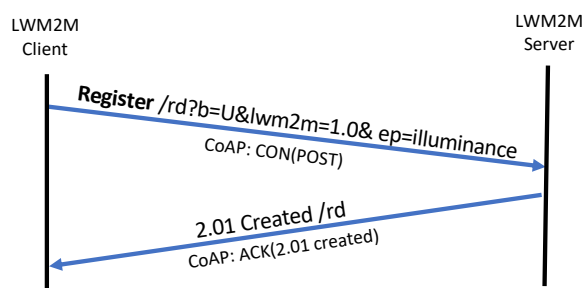 LWM2M
Client
LWM2M
Server
Register /rd?b=U&lwm2m=1.0& ep=illuminance
CoAP: CON(POST)
2.01 Created /rd
CoAP: ACK(2.01 created)